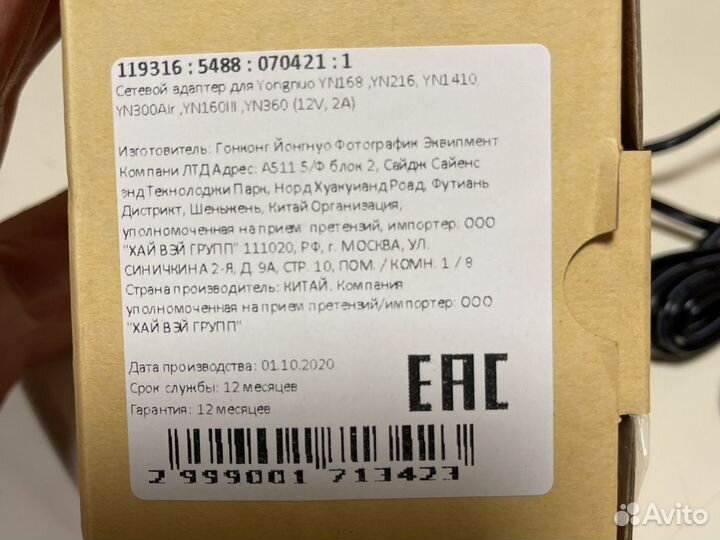 119316 : 5488 : 070421 : 1
Сетевой адаптер для Yongnuo YN168 ,YN216, YN1410,
YN300Air ,YN160III ,YN360 (12V, 2A)
Изготовитель: Гонконг Йонгнуо Фотографик Эквипмент
Компани ЛТД Адрес: А511 5/Ф блок 2, Сайдж Сайенс
энд Текнолоджи Парк, Норд Хуакуианд Роад, Футиань
Дистрикт, Шеньжень, Китай Организация,
уполномоченная на прием претензий, импортер: ООО
"ХАЙ ВЭЙ ГРУПП" 111020, РФ, г. МОСКВА, УЛ.
СИНИЧКИНА 2-Я, Д. 9А, СТР. 10, ПОМ. / КОМН. 1 / 8
Страна производитель: КИТАЙ. Компания
уполномоченная на прием претензий/импортер: ООО
"ХАЙ ВЭЙ ГРУПП"
Дата производства: 01.10.2020
Срок службы: 12 месяцев
Гарантия: 12 месяцев
EAC
2 999001 713423
Avito